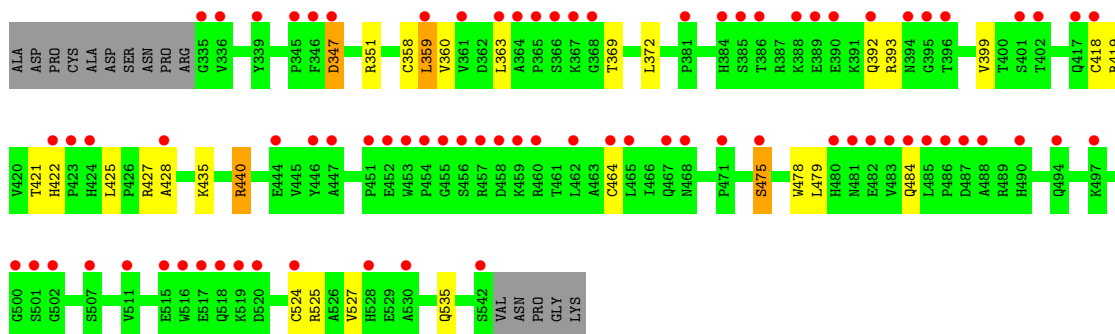 ALA ASP PRO CYS ALA ASP SER ASN PRO ARG G335 V336 Y339 P345 F346 D347 R351 C358 L359 V360 V361 D362 L363 A364 P365 S366 K367 G368 T369 L372 P381 H384 S385 T386 R387 K388 E389 E390 K391 Q392 R393 N394 G395 T396 V399 T400 S401 T402 Q417 C418 R419
V420 T421 H422 P423 H424 L425 P426 R427 A428 K435 R440 E444 V445 Y446 A447 P451 E452 W453 P454 G455 S456 R457 D458 K459 R460 T461 L462 A463 C464 L465 I466 Q467 N468 P471 S475 W478 L479 H480 N481 E482 V483 Q484 L485 P486 D487 A488 R489 H490 Q494 K497
G500 S501 G502 S507 V511 E515 W516 E517 Q518 K519 D520 C524 R525 A526 V527 H528 E529 A530 Q535 S542 VAL ASN PRO GLY LYS